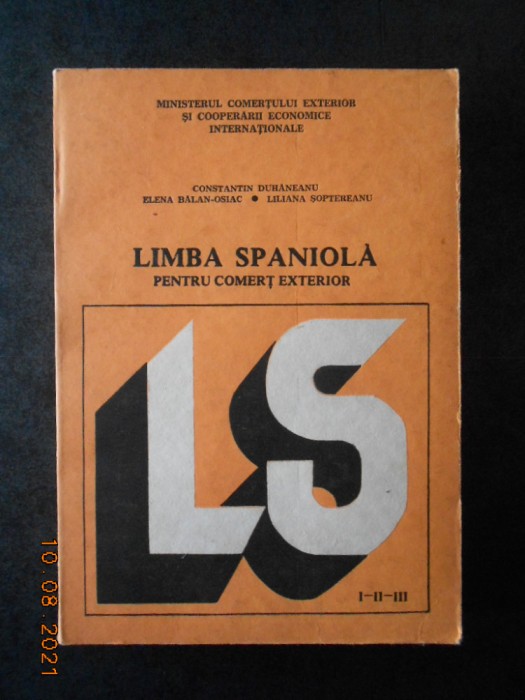 MINISTERUL COMERȚULUI EXTERIOR
ȘI COOPERĂRII ECONOMICE
INTERNAȚIONALE
CONSTANTIN DUHĂNEANU
ELENA BĂLAN-OSIAC ● LILIANA ȘOPTEREANU
LIMBA SPANIOLĂ
PENTRU COMERȚ EXTERIOR
LS
I-II-III
10.08.2021